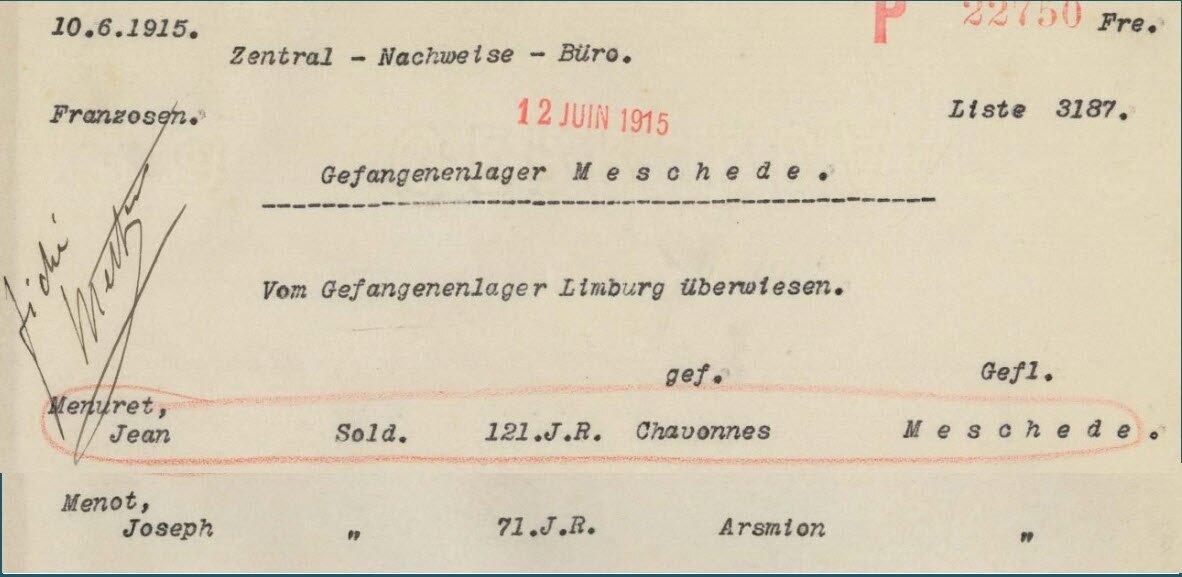 P 22750 Fre.
10.6.1915.
Zentral - Nachweise - Büro.
Franzosen.
12 JUIN 1915
Liste 3187.
Gefangenenlager M e s c h e d e .
Vom Gefangenenlager Limburg überwiesen.
gef. Gefl.
Menuret,
Jean Sold. 121.J.R. Chavonnes M e s c h e d e .
Menot,
Joseph " 71.J.R. Arsmion "